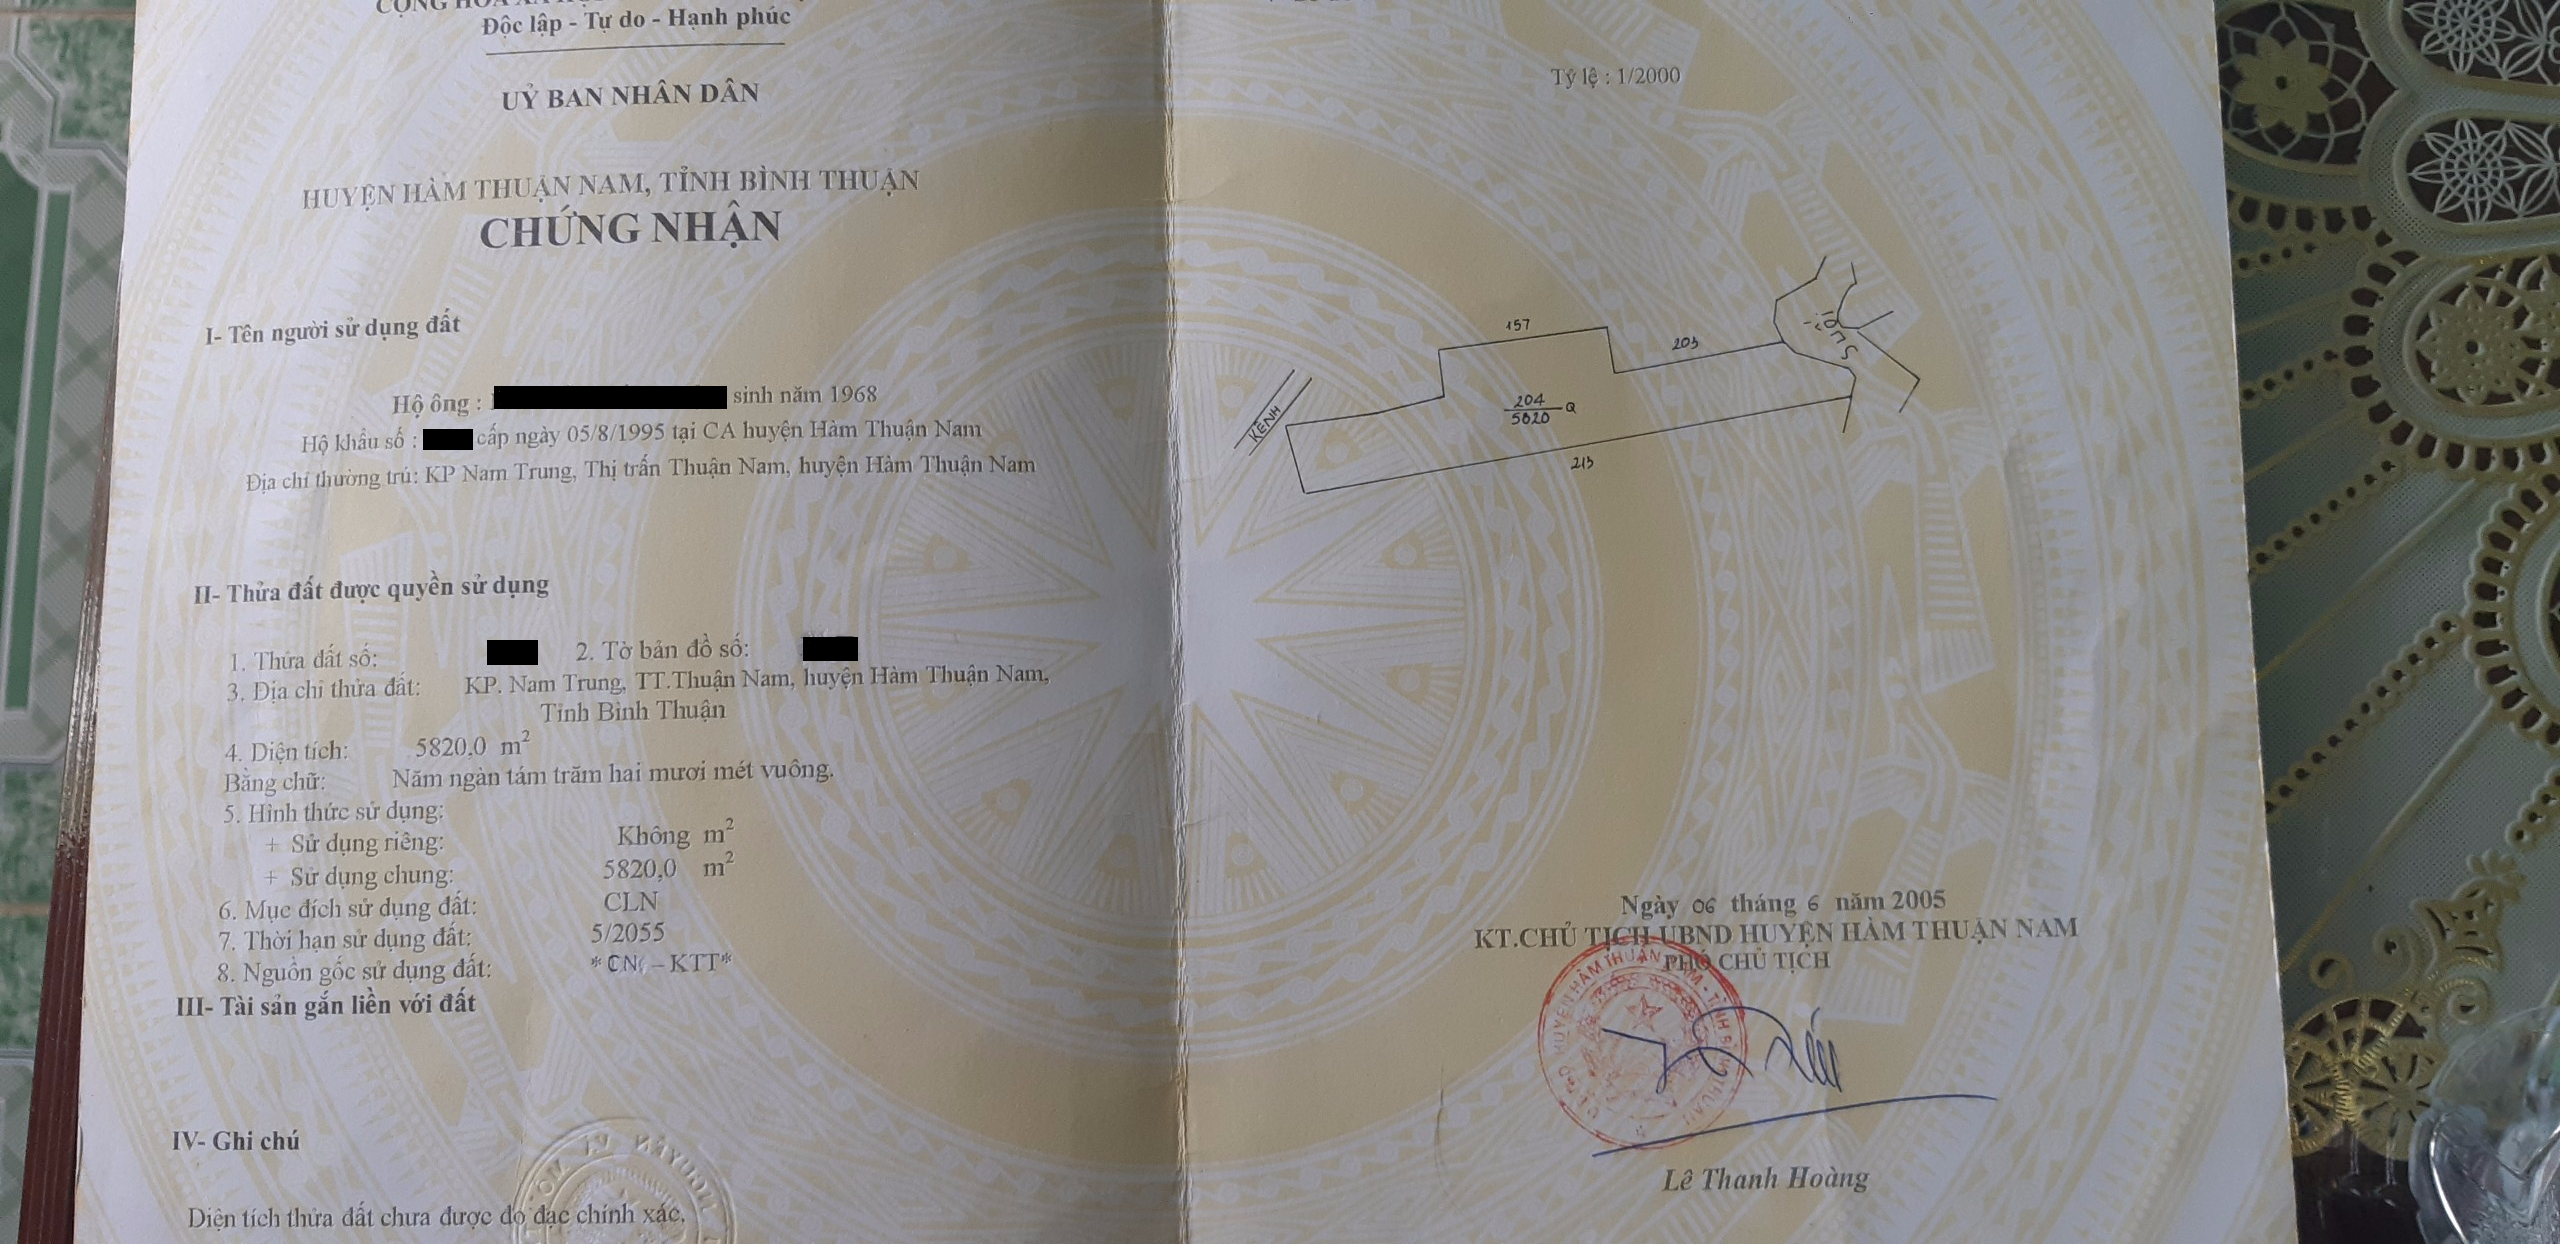 Độc lập - Tự do - Hạnh phúc
UỶ BAN NHÂN DÂN
HUYỆN HÀM THUẬN NAM, TỈNH BÌNH THUẬN
CHỨNG NHẬN
I- Tên người sử dụng đất
Hộ ông : sinh năm 1968
Hộ khẩu số : cấp ngày 05/8/1995 tại CA huyện Hàm Thuận Nam
Địa chỉ thường trú: KP Nam Trung, Thị trấn Thuận Nam, huyện Hàm Thuận Nam
II- Thửa đất được quyền sử dụng
1. Thửa đất số: 2. Tờ bản đồ số:
3. Địa chỉ thửa đất: KP. Nam Trung, TT.Thuận Nam, huyện Hàm Thuận Nam,
Tỉnh Bình Thuận
4. Diện tích: 5820,0 m²
Bằng chữ: Năm ngàn tám trăm hai mươi mét vuông.
5. Hình thức sử dụng:
+ Sử dụng riêng: Không m²
+ Sử dụng chung: 5820,0 m²
6. Mục đích sử dụng đất: CLN
7. Thời hạn sử dụng đất: 5/2055
8. Nguồn gốc sử dụng đất:
III- Tài sản gắn liền với đất
IV- Ghi chú
Diện tích thửa đất chưa được đo đạc chính xác.
Tỷ lệ : 1/2000
157
203
SUỐI
KÊNH
204
5820 Q
213
Ngày 06 tháng 6 năm 2005
KT.CHỦ TỊCH UBND HUYỆN HÀM THUẬN NAM
PHÓ CHỦ TỊCH
Lê Thanh Hoàng